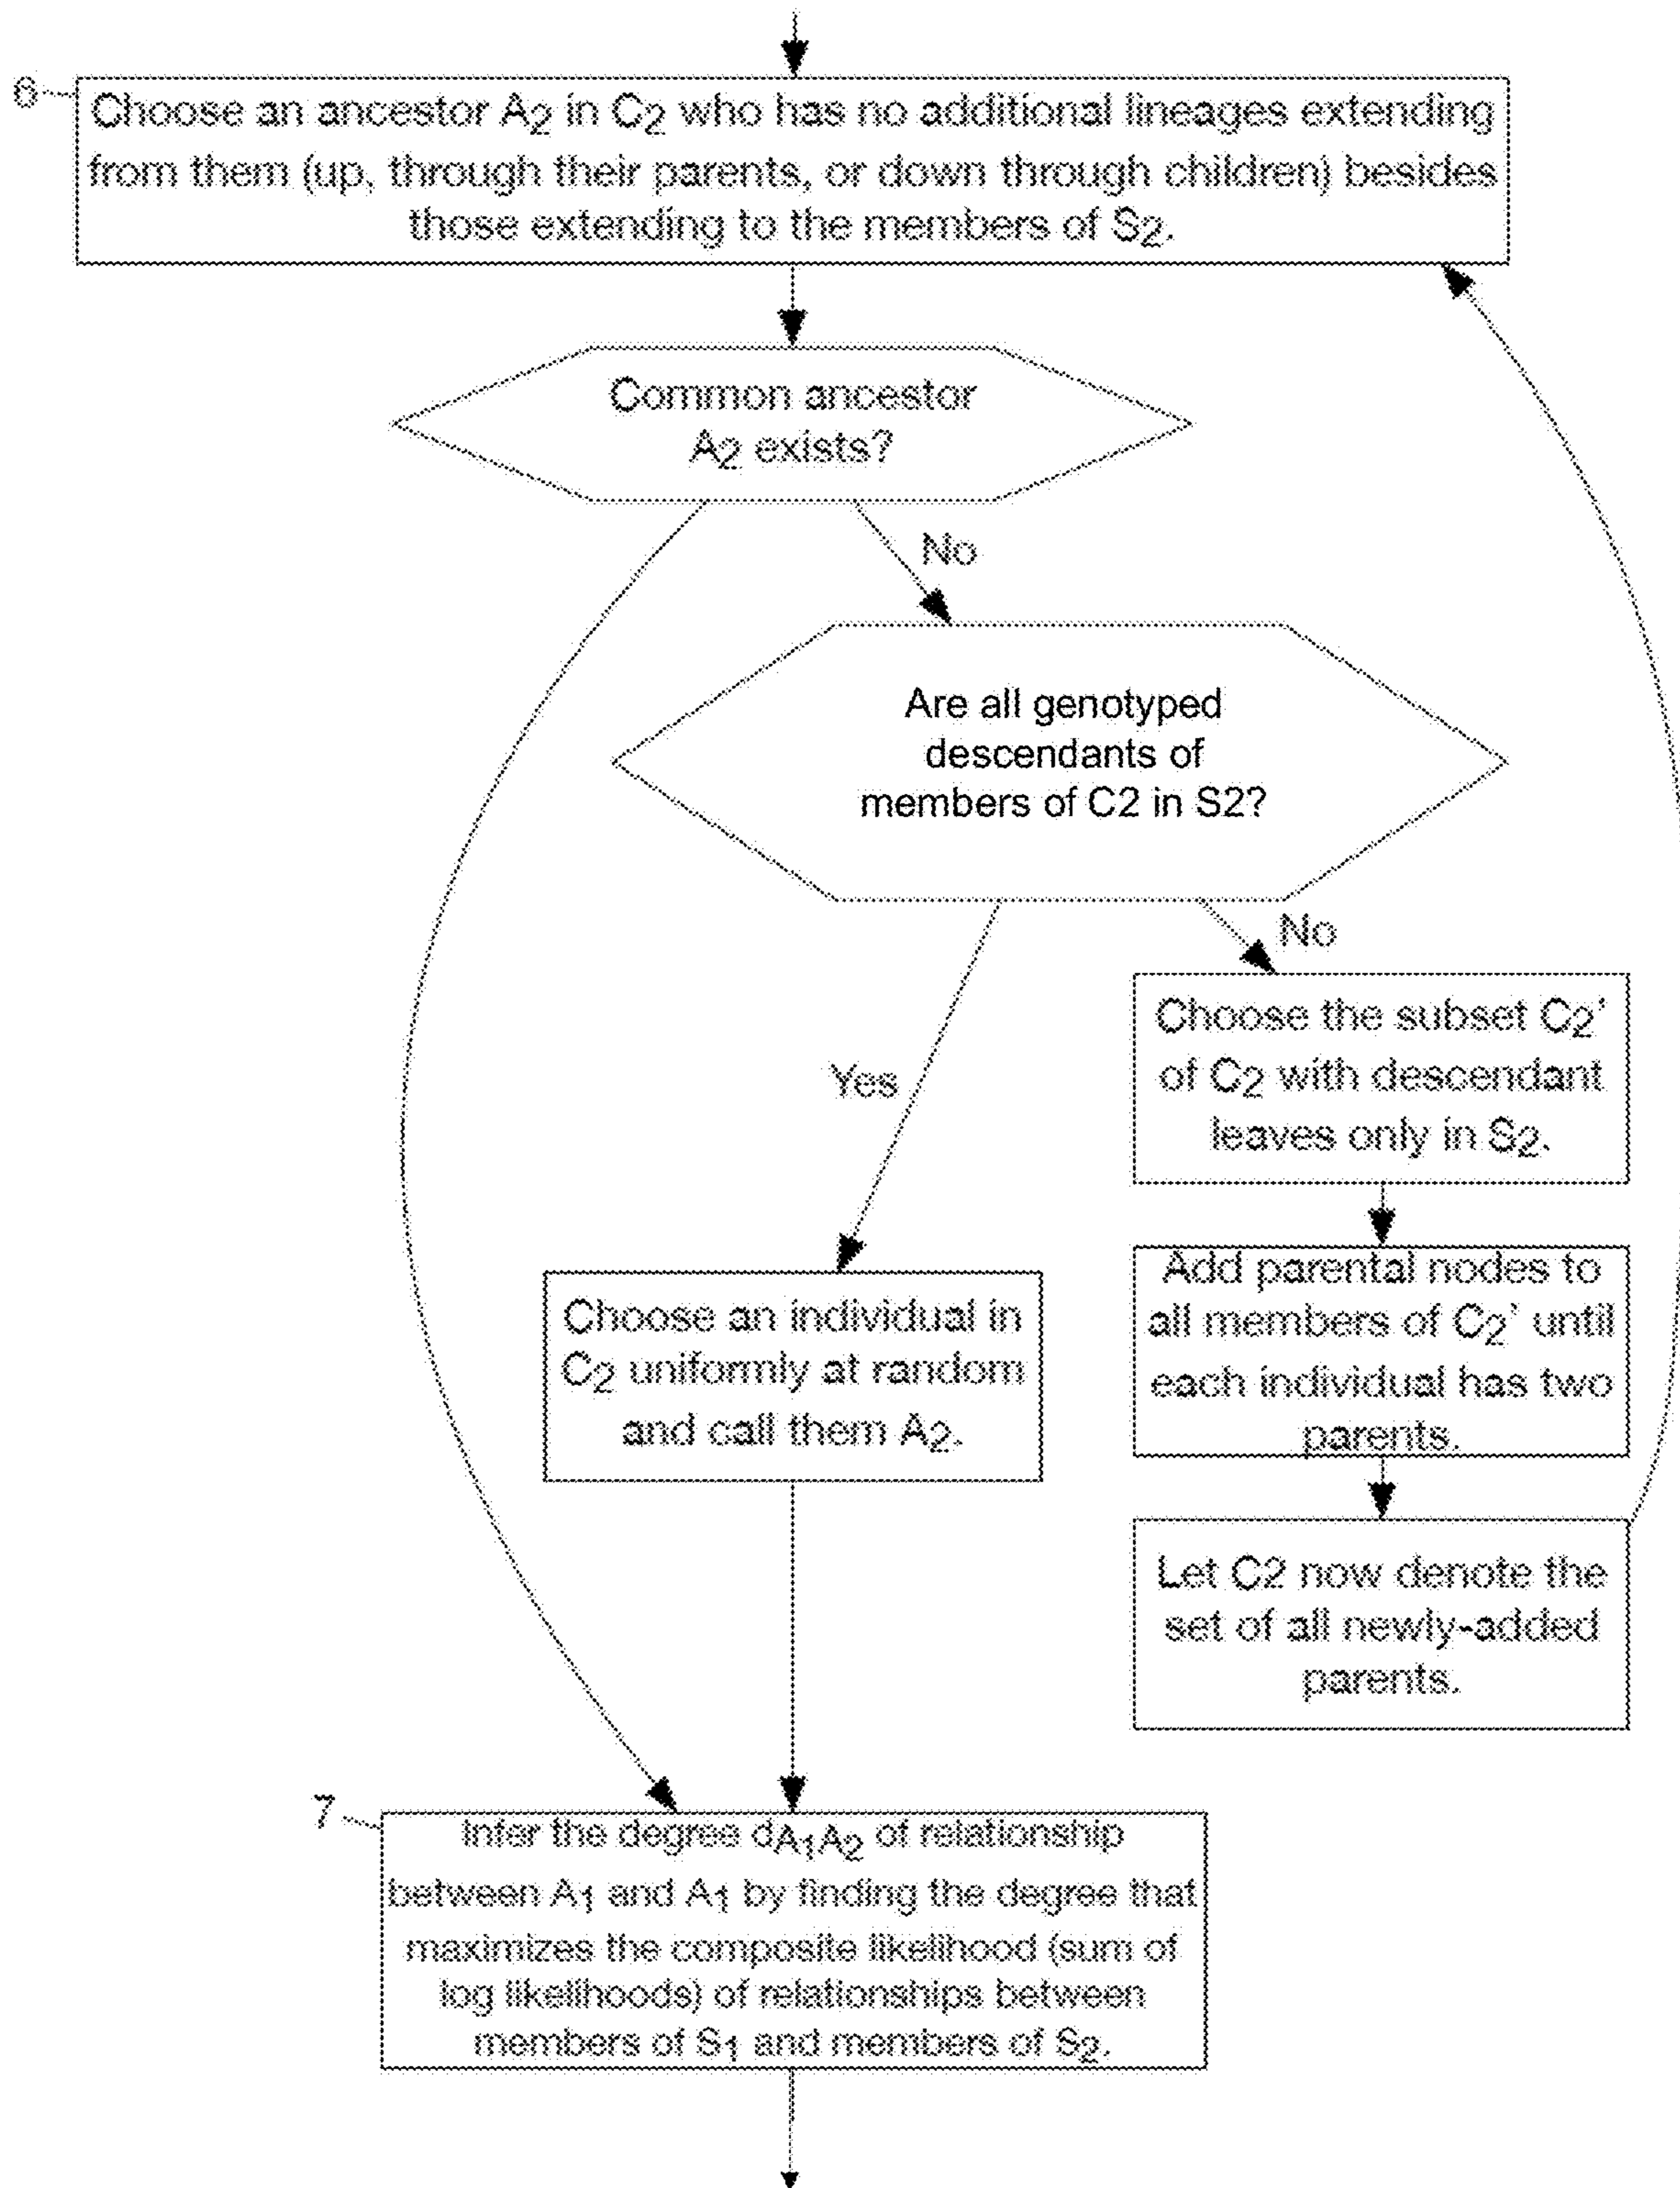 6
Choose an ancestor A2 in C2 who has no additional lineages extending
from them (up, through their parents, or down through children) besides
those extending to the members of S2.
Common ancestor
A2 exists?
No
Are all genotyped
descendants of
members of C2 in S2?
No
Choose the subset C2'
of C2 with descendant
leaves only in S2.
Yes
Add parental nodes to
all members of C2' until
each individual has two
parents.
Choose an individual in
C2 uniformly at random
and call them A2.
Let C2 now denote the
set of all newly-added
parents.
7
Infer the degree dA1A2 of relationship
between A1 and A1 by finding the degree that
maximizes the composite likelihood (sum of
log likelihoods) of relationships between
members of S1 and members of S2.